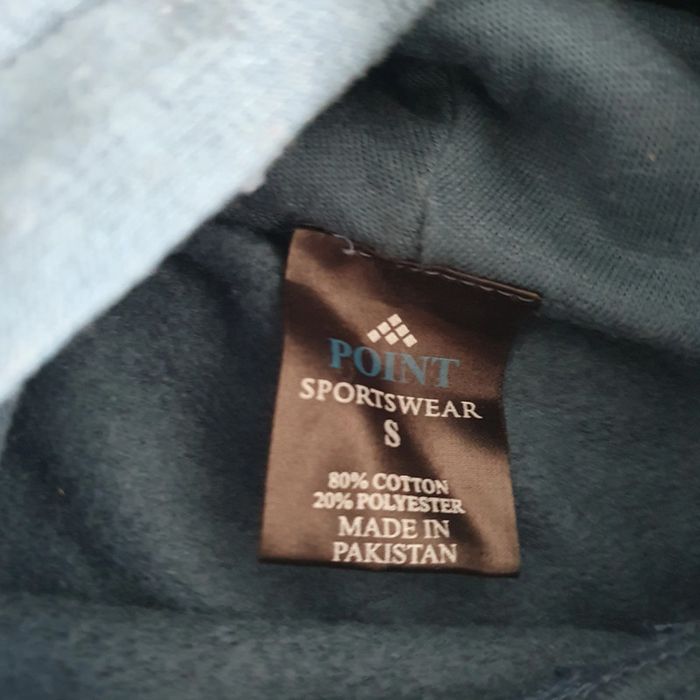 POINT
SPORTSWEAR
S
80% COTTON
20% POLYESTER
MADE IN
PAKISTAN